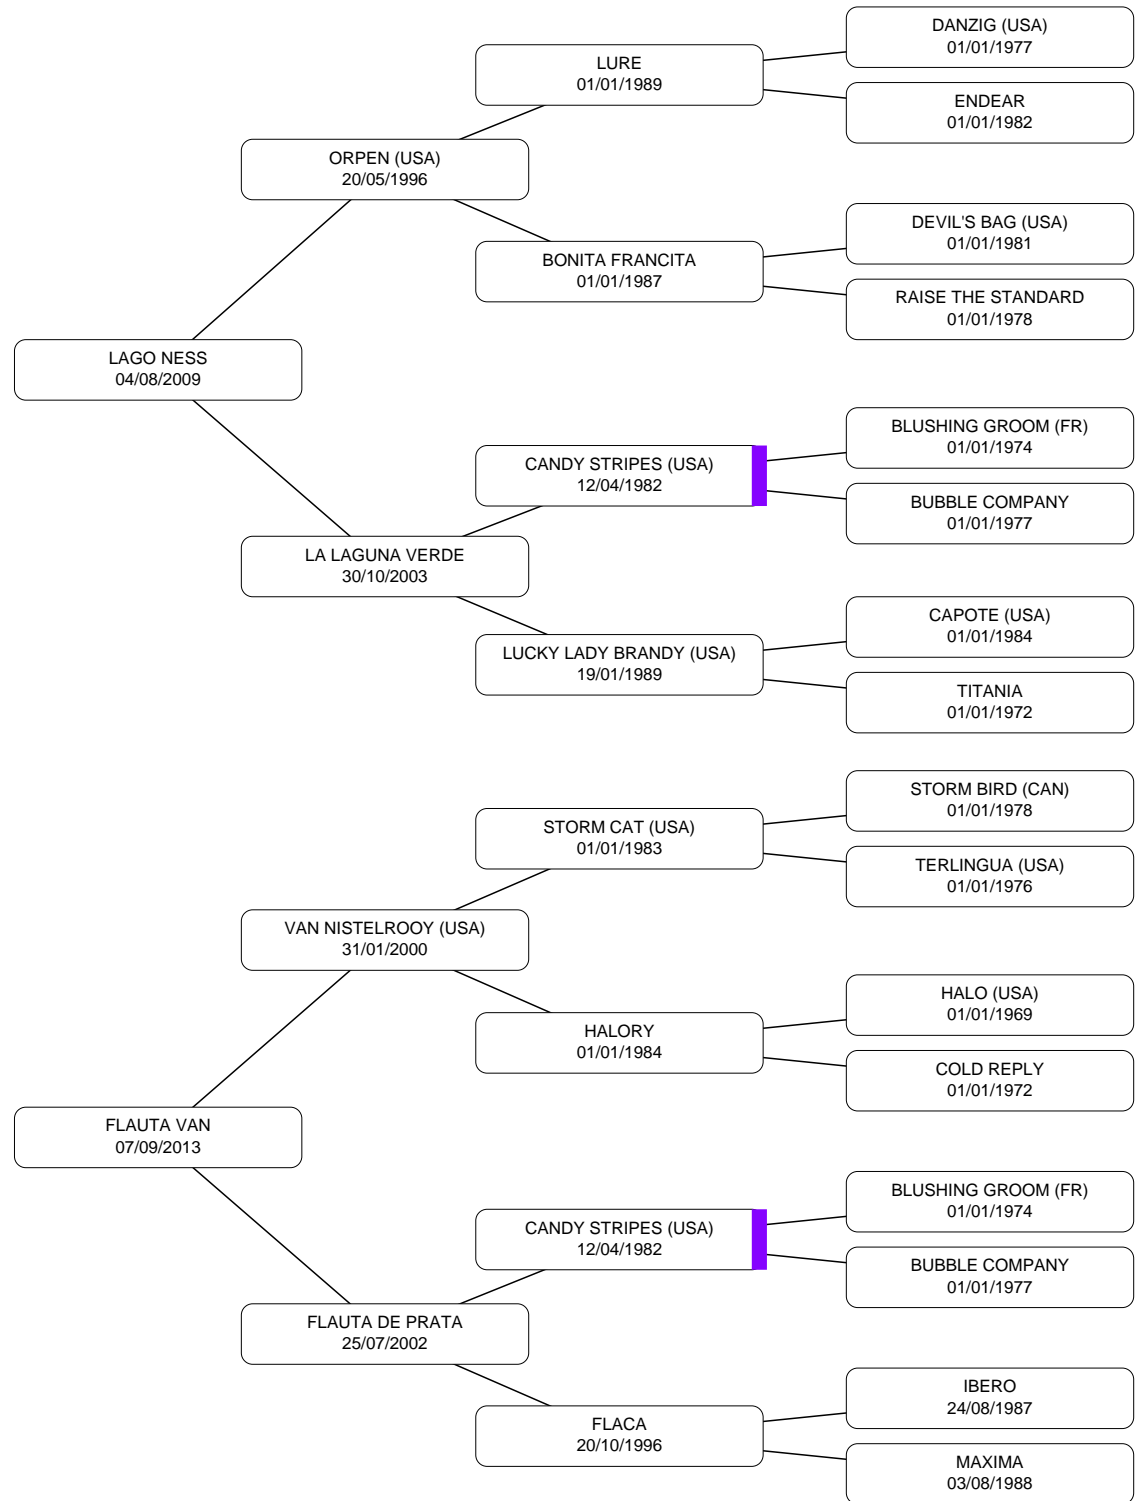 DANZIG (USA)
01/01/1977
LURE
01/01/1989
ENDEAR
01/01/1982
ORPEN (USA)
20/05/1996
DEVIL'S BAG (USA)
01/01/1981
BONITA FRANCITA
01/01/1987
RAISE THE STANDARD
01/01/1978
LAGO NESS
04/08/2009
BLUSHING GROOM (FR)
01/01/1974
CANDY STRIPES (USA)
12/04/1982
BUBBLE COMPANY
01/01/1977
LA LAGUNA VERDE
30/10/2003
CAPOTE (USA)
01/01/1984
LUCKY LADY BRANDY (USA)
19/01/1989
TITANIA
01/01/1972
STORM BIRD (CAN)
01/01/1978
STORM CAT (USA)
01/01/1983
TERLINGUA (USA)
01/01/1976
VAN NISTELROOY (USA)
31/01/2000
HALO (USA)
01/01/1969
HALORY
01/01/1984
COLD REPLY
01/01/1972
FLAUTA VAN
07/09/2013
BLUSHING GROOM (FR)
01/01/1974
CANDY STRIPES (USA)
12/04/1982
BUBBLE COMPANY
01/01/1977
FLAUTA DE PRATA
25/07/2002
IBERO
24/08/1987
FLACA
20/10/1996
MAXIMA
03/08/1988